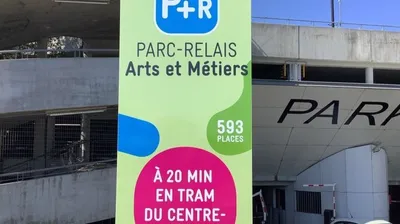 P+R
PARC-RELAIS
Arts et Métiers
593
PLACES
À 20 MIN
EN TRAM
DU CENTRE-
PAR